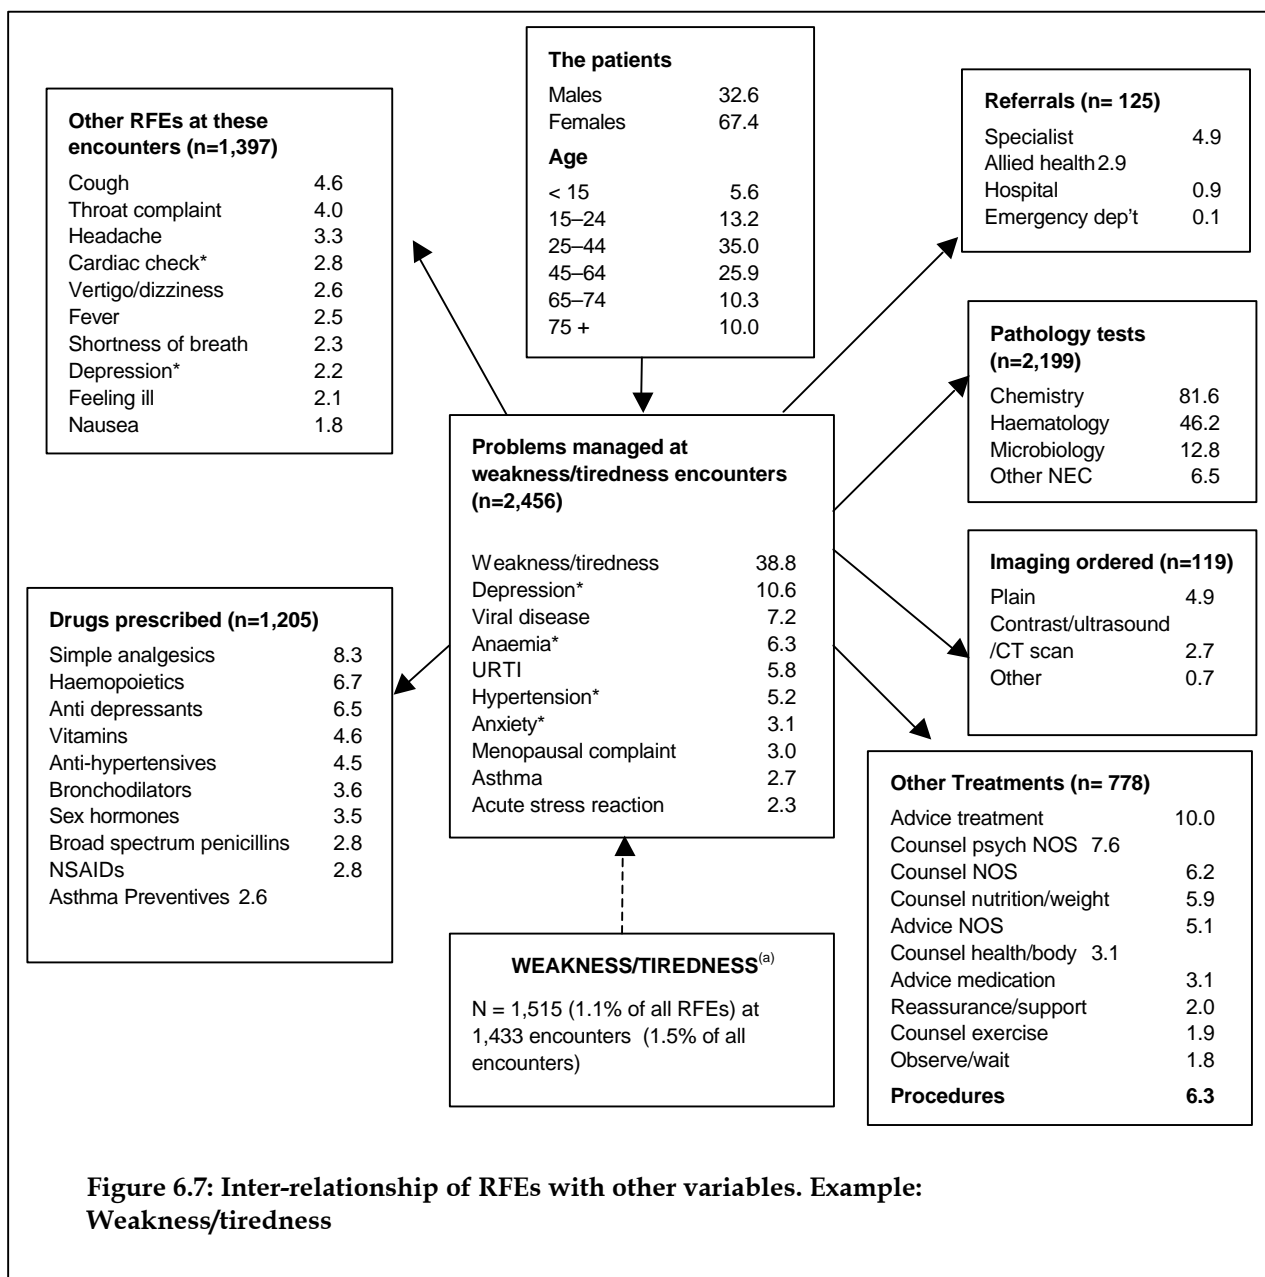 The patients
Males 32.6
Females 67.4
Age
< 15 5.6
15–24 13.2
25–44 35.0
45–64 25.9
65–74 10.3
75 + 10.0
Other RFEs at these
encounters (n=1,397)
Cough 4.6
Throat complaint 4.0
Headache 3.3
Cardiac check* 2.8
Vertigo/dizziness 2.6
Fever 2.5
Shortness of breath 2.3
Depression* 2.2
Feeling ill 2.1
Nausea 1.8
Referrals (n= 125)
Specialist 4.9
Allied health 2.9
Hospital 0.9
Emergency dep't 0.1
Pathology tests
(n=2,199)
Chemistry 81.6
Haematology 46.2
Microbiology 12.8
Other NEC 6.5
Problems managed at
weakness/tiredness encounters
(n=2,456)
Weakness/tiredness 38.8
Depression* 10.6
Viral disease 7.2
Anaemia* 6.3
URTI 5.8
Hypertension* 5.2
Anxiety* 3.1
Menopausal complaint 3.0
Asthma 2.7
Acute stress reaction 2.3
Imaging ordered (n=119)
Plain 4.9
Contrast/ultrasound
/CT scan 2.7
Other 0.7
Drugs prescribed (n=1,205)
Simple analgesics 8.3
Haemopoietics 6.7
Anti depressants 6.5
Vitamins 4.6
Anti-hypertensives 4.5
Bronchodilators 3.6
Sex hormones 3.5
Broad spectrum penicillins 2.8
NSAIDs 2.8
Asthma Preventives 2.6
Other Treatments (n= 778)
Advice treatment 10.0
Counsel psych NOS 7.6
Counsel NOS 6.2
Counsel nutrition/weight 5.9
Advice NOS 5.1
Counsel health/body 3.1
Advice medication 3.1
Reassurance/support 2.0
Counsel exercise 1.9
Observe/wait 1.8
Procedures 6.3
WEAKNESS/TIREDNESS(a)
N = 1,515 (1.1% of all RFEs) at
1,433 encounters (1.5% of all
encounters)
Figure 6.7: Inter-relationship of RFEs with other variables. Example:
Weakness/tiredness